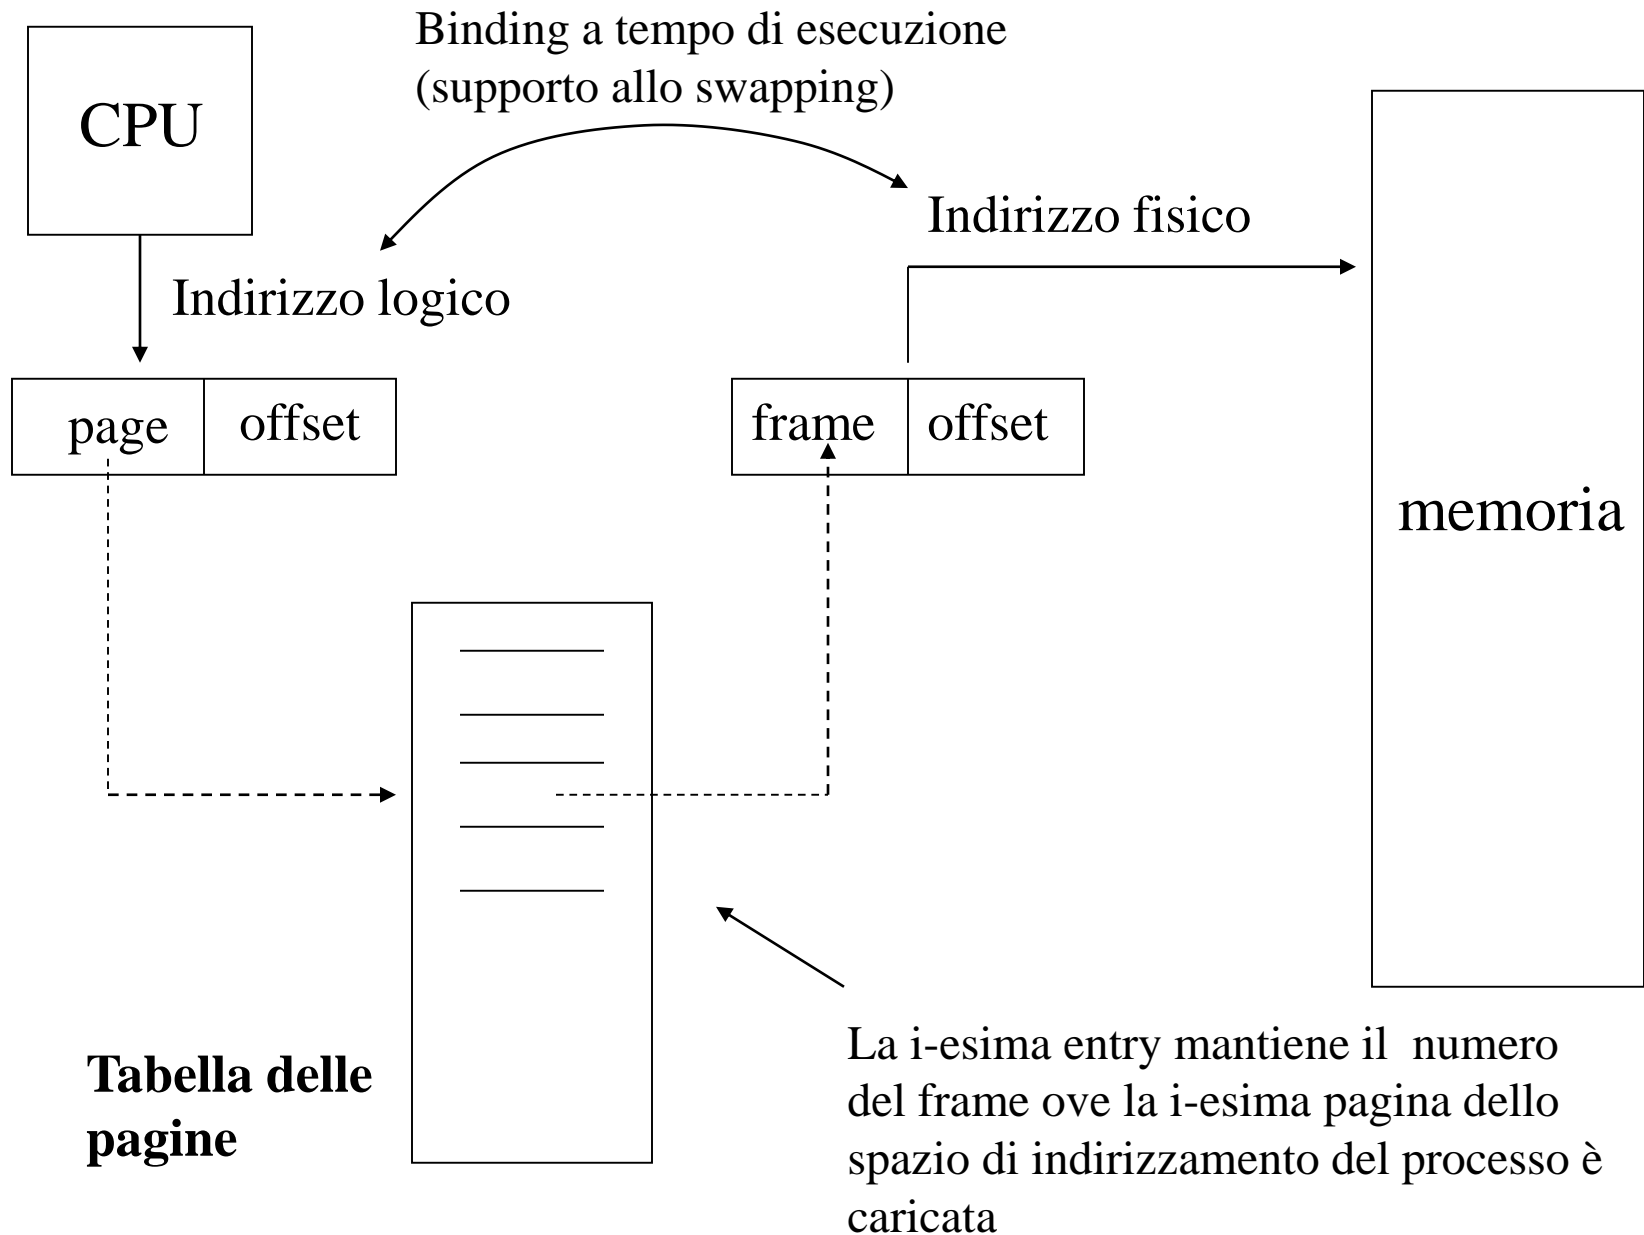 Binding a tempo di esecuzione
(supporto allo swapping)
CPU
Indirizzo fisico
Indirizzo logico
page
offset
frame
offset
memoria
La i-esima entry mantiene il numero
del frame ove la i-esima pagina dello
spazio di indirizzamento del processo è
caricata
Tabella delle
pagine